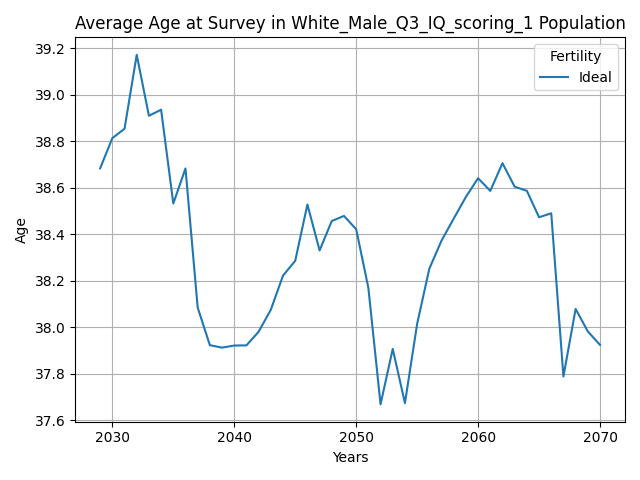 Average Age at Survey in White_Male_Q3_IQ_scoring_1 Population
Fertility
Ideal
39.2
39.0
38.8
38.6
38.4
38.2
38.0
37.8
37.6
Age
2030 2040 2050 2060 2070
Years